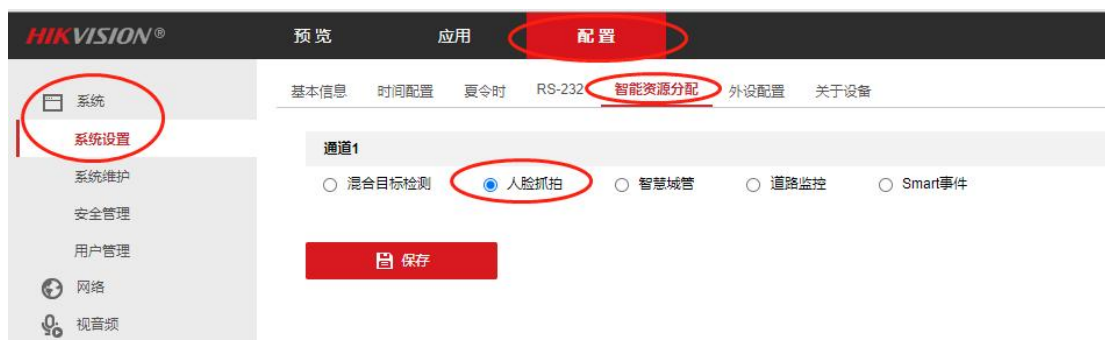 HIKVISION® 预览 应用 配置
系统
系统设置
系统维护
安全管理
用户管理
网络
视音频
基本信息 时间配置 夏令时 RS-232 智能资源分配 外设配置 关于设备
通道1
混合目标检测 人脸抓拍 智慧城管 道路监控 Smart事件
保存